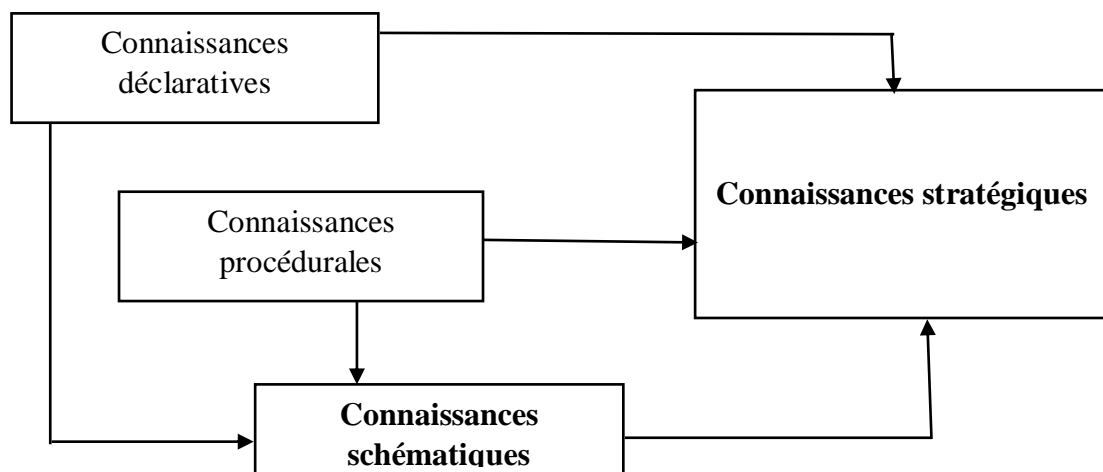 Connaissances
déclaratives
Connaissances stratégiques
Connaissances
procédurales
Connaissances
schématiques